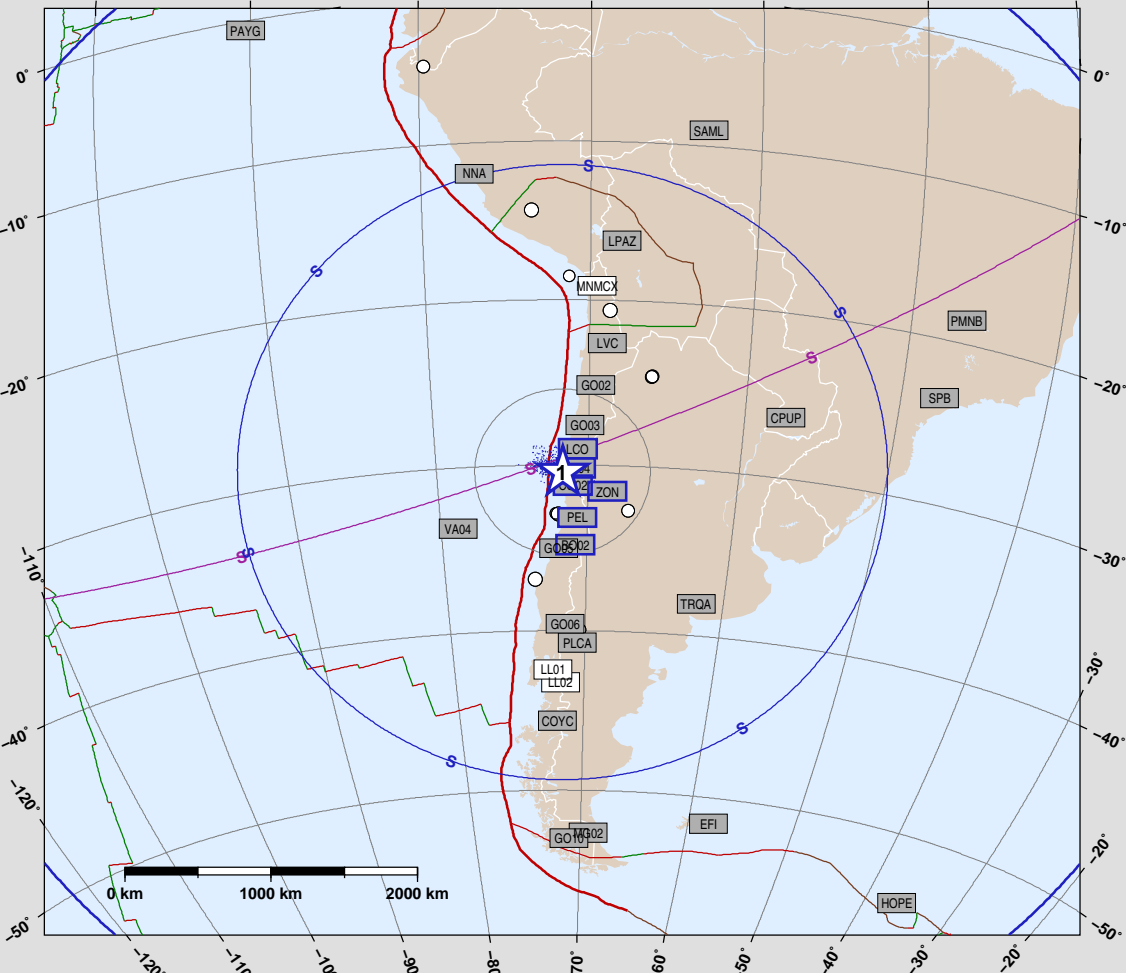 PAYG
0°
0°
SAML
NNA
S
−10°
−10°
LPAZ
S
MNMCX
S
PMNB
LVC
S
−20°
GO02
−20°
SPB
CPUP
GO03
LCO
S
1
ZON
PEL
VA04
BO02
−110°
S
S
−30°
−30°
TRQA
GO06
PLCA
LL01
LL02
COYC
S
−40°
−40°
S
−120°
EFI
MG02
GO10
−20°
0 km
1000 km
2000 km
HOPE
−50°
−50°
−120°
−90°
−80°
−70°
−60°
−50°
−40°
−30°
−20°